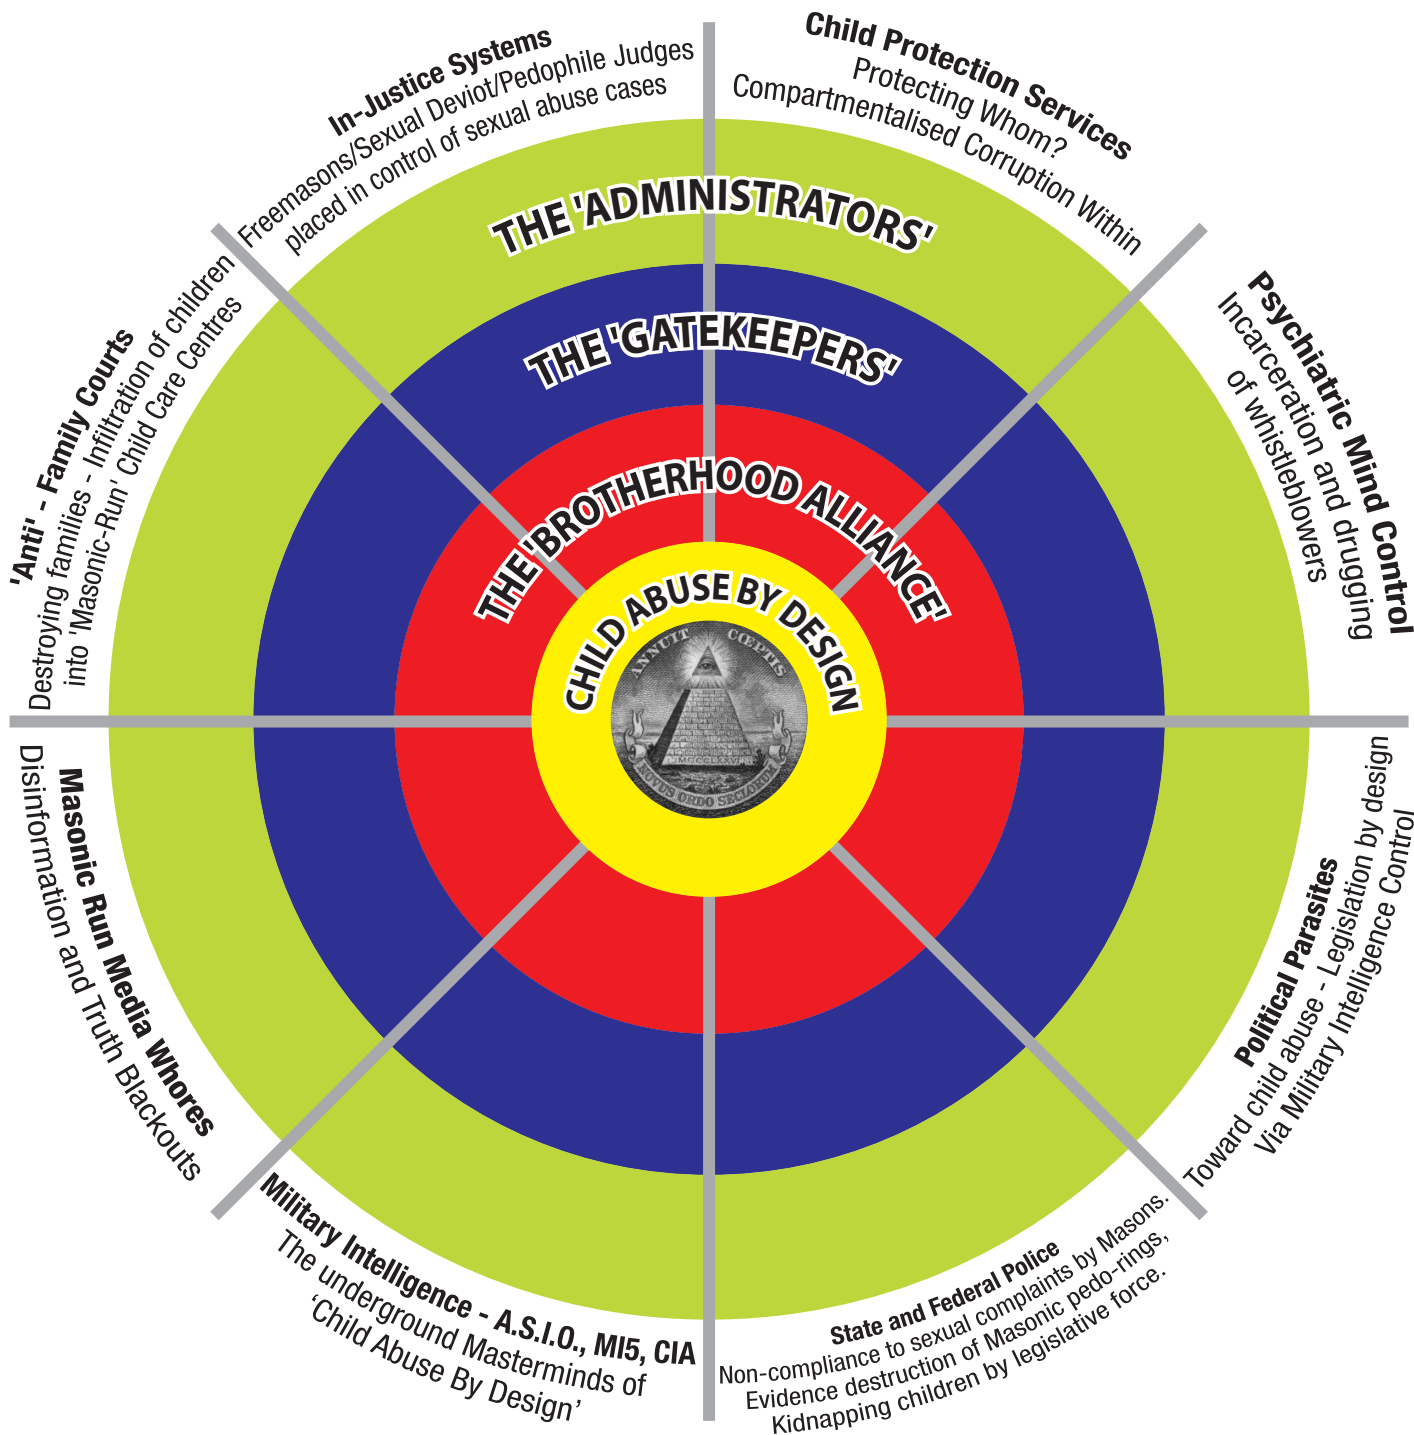 In-Justice Systems
Freemasons/Sexual Deviot/Pedophile Judges
placed in control of sexual abuse cases
Child Protection Services
Protecting Whom?
Compartmentalised Corruption Within
Psychiatric Mind Control
Incarceration and drugging
of whistleblowers
Political Parasites
Toward child abuse - Legislation by design
Via Military Intelligence Control
State and Federal Police
Non-compliance to sexual complaints by Masons.
Evidence destruction of Masonic pedo-rings,
Kidnapping children by legislative force.
Military Intelligence - A.S.I.O., MI5, CIA
The underground Masterminds of
‘Child Abuse By Design’
Masonic Run Media Whores
Disinformation and Truth Blackouts
'Anti' - Family Courts
Destroying families - Infiltration of children
into 'Masonic-Run' Child Care Centres
THE 'ADMINISTRATORS'
THE 'GATEKEEPERS'
THE 'BROTHERHOOD ALLIANCE'
CHILD ABUSE BY DESIGN
ANNUIT CŒPTIS
MDCCLXXVI
NOVUS ORDO SECLORUM